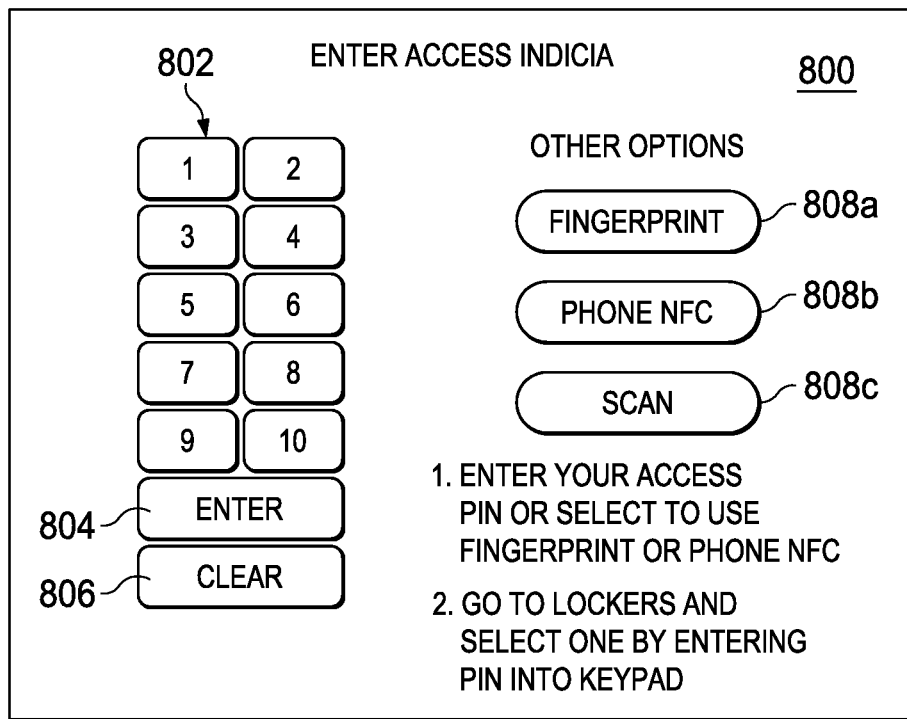 ENTER ACCESS INDICIA
800
802
1 2
3 4
5 6
7 8
9 10
ENTER
804
CLEAR
806
OTHER OPTIONS
FINGERPRINT
808a
PHONE NFC
808b
SCAN
808c
1. ENTER YOUR ACCESS
PIN OR SELECT TO USE
FINGERPRINT OR PHONE NFC
2. GO TO LOCKERS AND
SELECT ONE BY ENTERING
PIN INTO KEYPAD